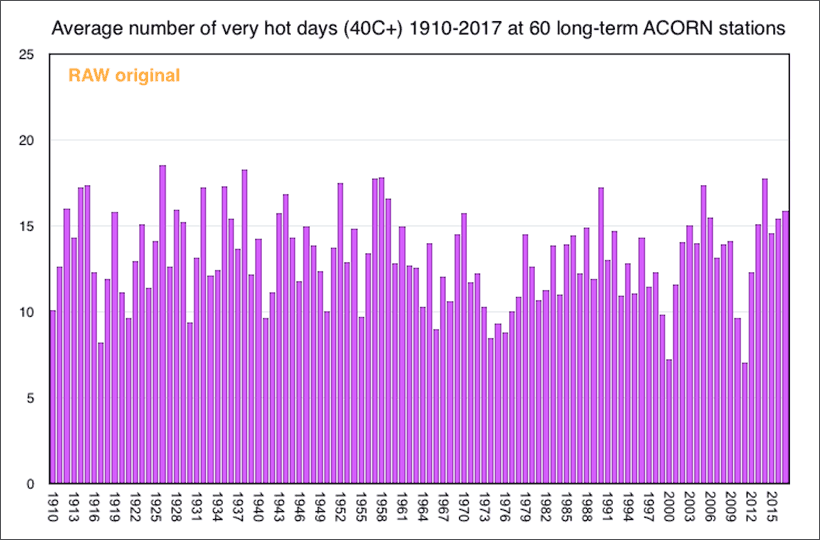 Average number of very hot days (40C+) 1910-2017 at 60 long-term ACORN stations
25
RAW original
20
15
10
5
0
1910 1913 1916 1919 1922 1925 1928 1931 1934 1937 1940 1943 1946 1949 1952 1955 1958 1961 1964 1967 1970 1973 1976 1979 1982 1985 1988 1991 1994 1997 2000 2003 2006 2009 2012 2015